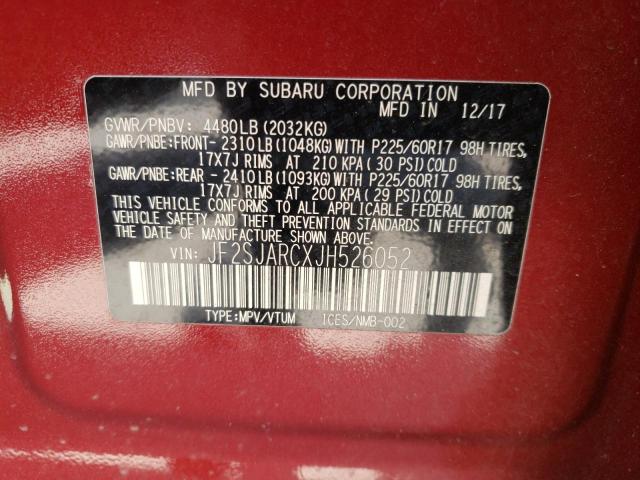 MFD BY SUBARU CORPORATION
MFD IN 12/17
GVWR/PNBV: 4480LB(2032KG)
GAWR/PNBE:FRONT- 2310LB(1048KG)WITH P225/60R17 98H TIRES,
17X7J RIMS AT 210 KPA( 30 PSI)COLD
GAWR/PNBE:REAR - 2410LB(1093KG)WITH P225/60R17 98H TIRES,
17X7J RIMS AT 200 KPA( 29 PSI)COLD
THIS VEHICLE CONFORMS TO ALL APPLICABLE FEDERAL MOTOR
VEHICLE SAFETY AND THEFT PREVENTION STANDARDS IN EFFECT ON
THE DATE OF MANUFACTURE SHOWN ABOVE.
VIN: JF2SJARCXJH526052
TYPE:MPV/VTUM ICES/NMB-002